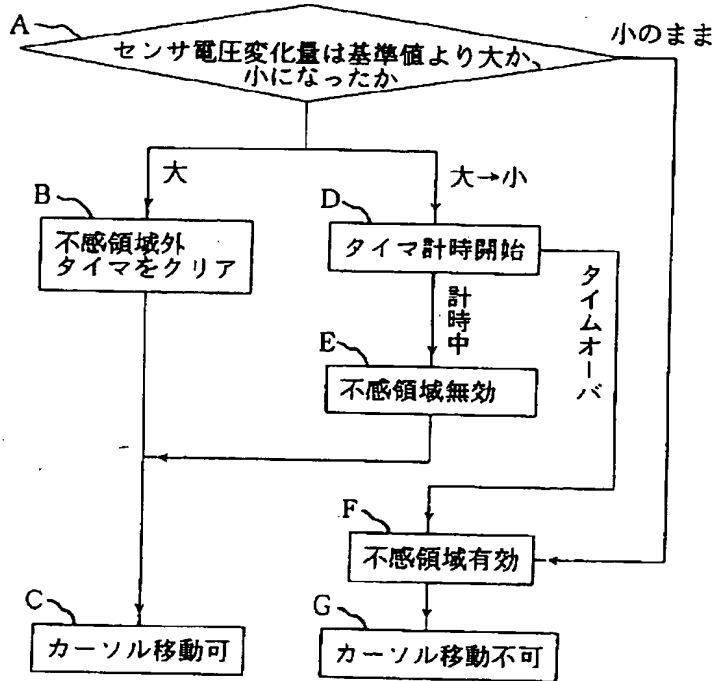 A
センサ電圧変化量は基準値より大か、
小になったか
小のまま
大
大→小
B
不感領域外
タイマをクリア
D
タイマ計時開始
計時中
タイムオーバ
E
不感領域無効
F
不感領域有効
C
カーソル移動可
G
カーソル移動不可